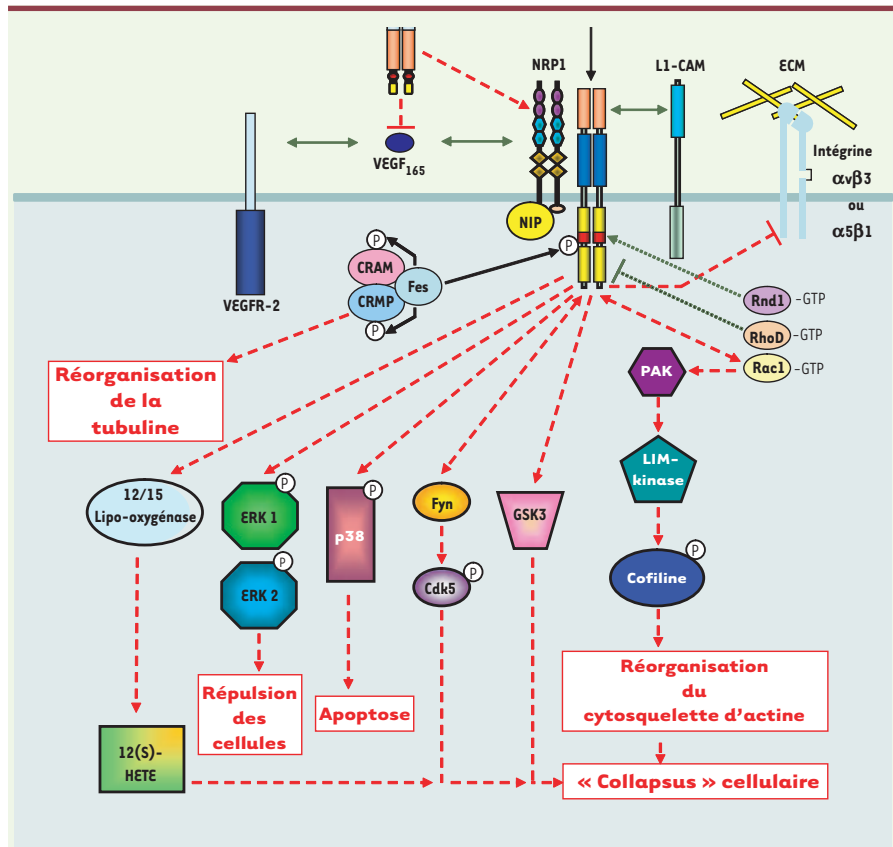 NRP1
L1-CAM
ECM
VEGF165
Intégrine
αvβ3
ou
α5β1
NIP
P
P
CRAM
Fes
CRMP
P
VEGFR-2
Rnd1 -GTP
RhoD -GTP
Rac1 -GTP
PAK
Réorganisation
de la
tubuline
LIM-
kinase
12/15
Lipo-oxygénase
P
ERK 1
P
p38
Fyn
GSK3
P
ERK 2
P
Cdk5
P
Cofiline
Répulsion
des
cellules
Apoptose
Réorganisation
du
cytosquelette d'actine
12(S)-
HETE
« Collapsus » cellulaire